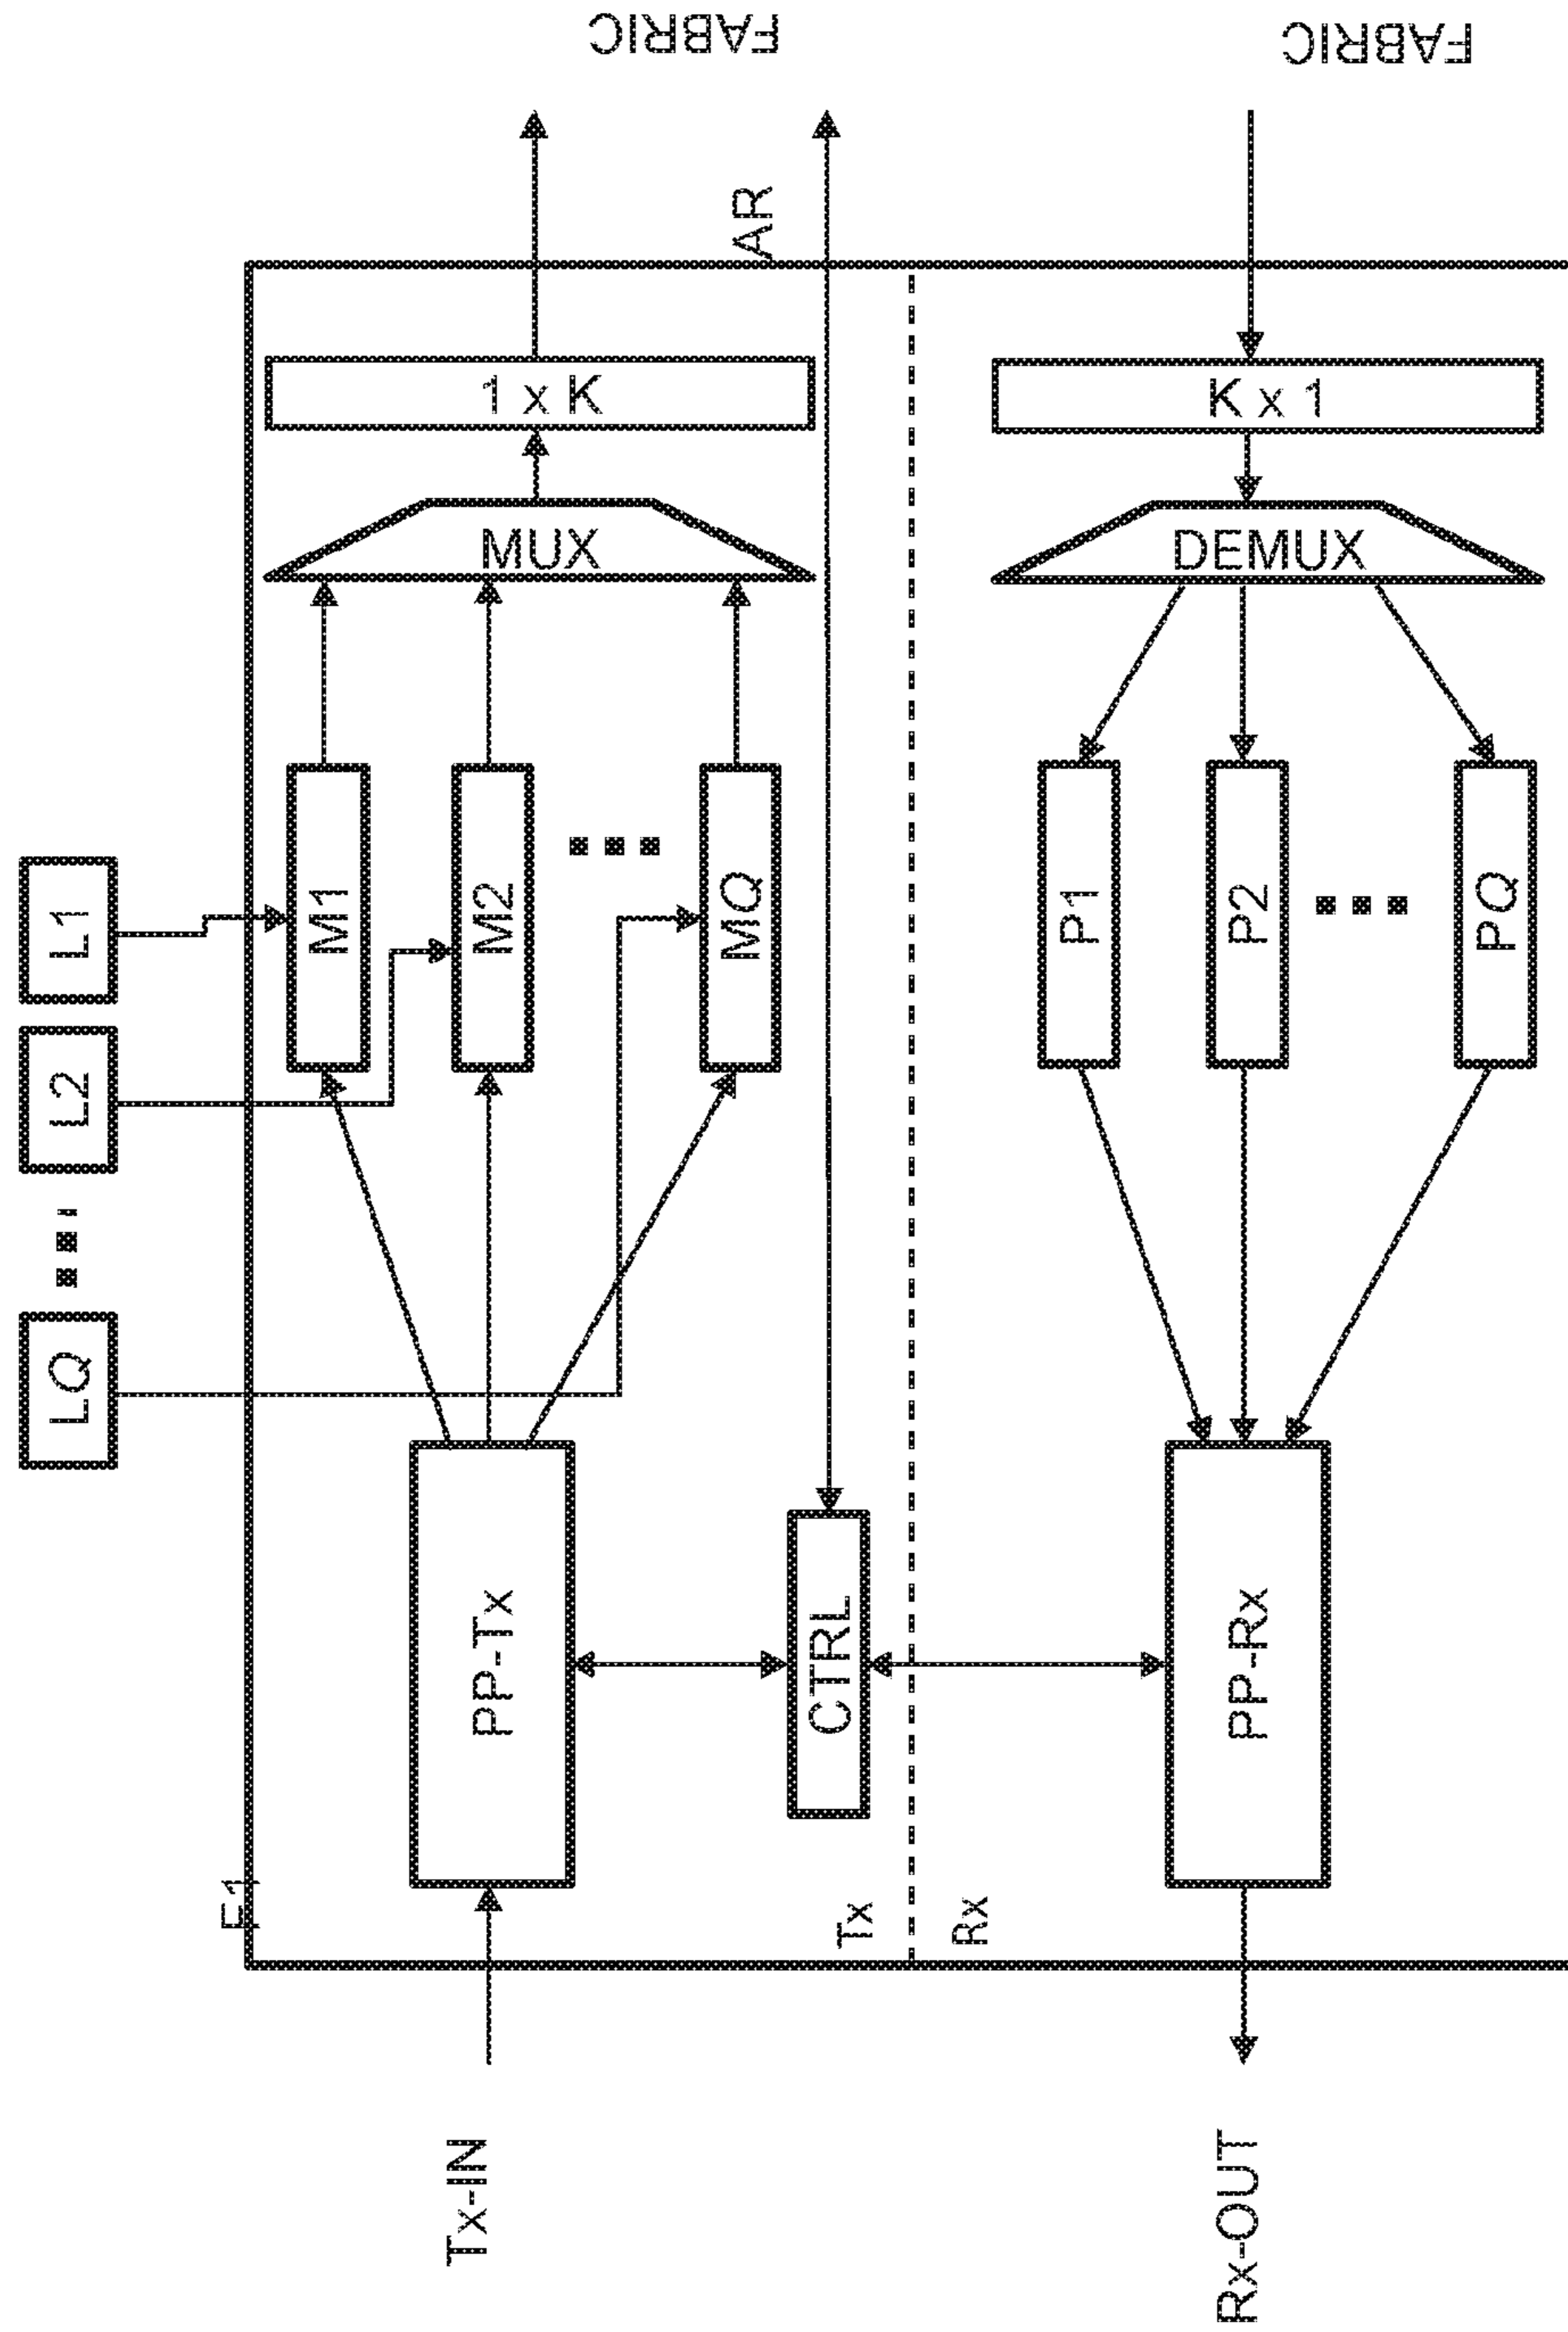 LQ
L2
L1
E1
M1
M2
MQ
MUX
1 x K
FABRIC
AR
Tx-IN
PP-Tx
CTRL
Tx
Rx
Rx-OUT
PP-Rx
P1
P2
PQ
DEMUX
K x 1
FABRIC